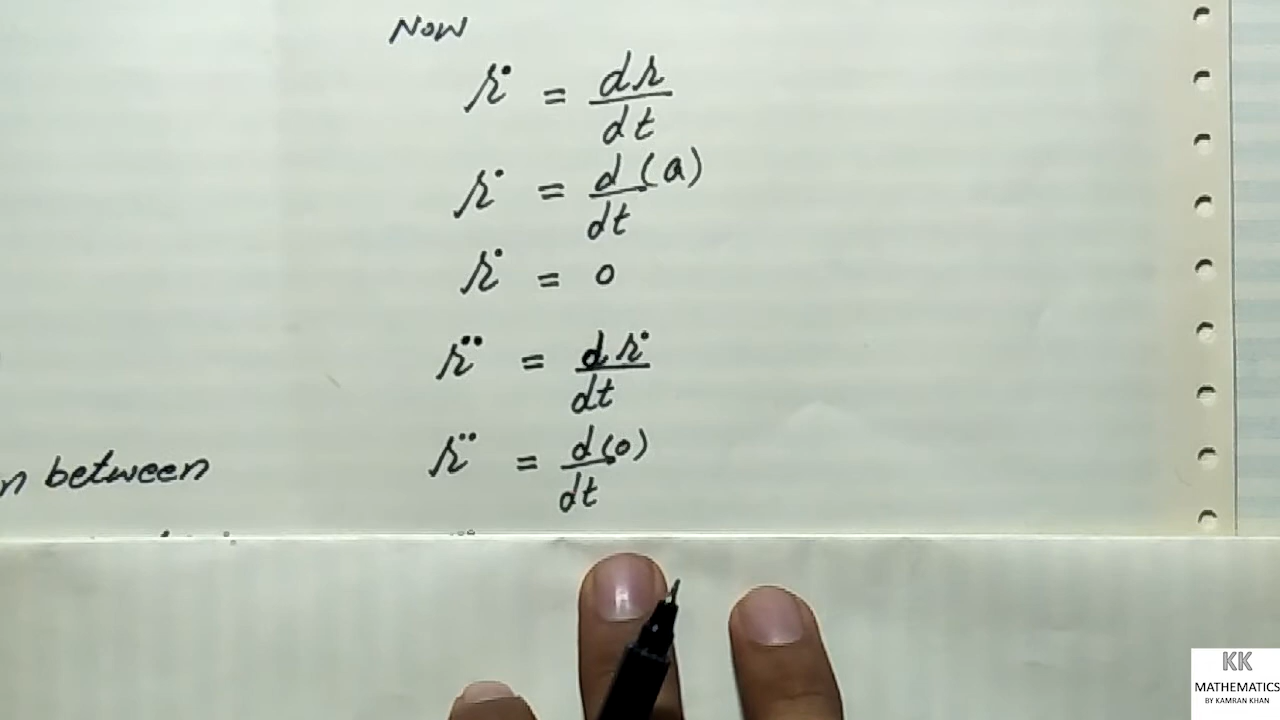 Now
ṙ = dr/dt
ṙ = d(a)/dt
ṙ = 0
r̈ = dṙ/dt
r̈ = d(0)/dt
n between
KK
MATHEMATICS
BY KAMRAN KHAN